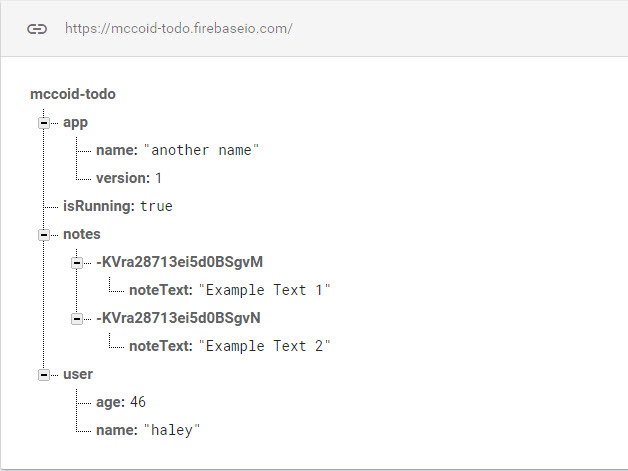 https://mccoid-todo.firebaseio.com/
mccoid-todo
app
name: "another name"
version: 1
isRunning: true
notes
-KVra28713ei5d0BSgvM
noteText: "Example Text 1"
-KVra28713ei5d0BSgvN
noteText: "Example Text 2"
user
age: 46
name: "haley"